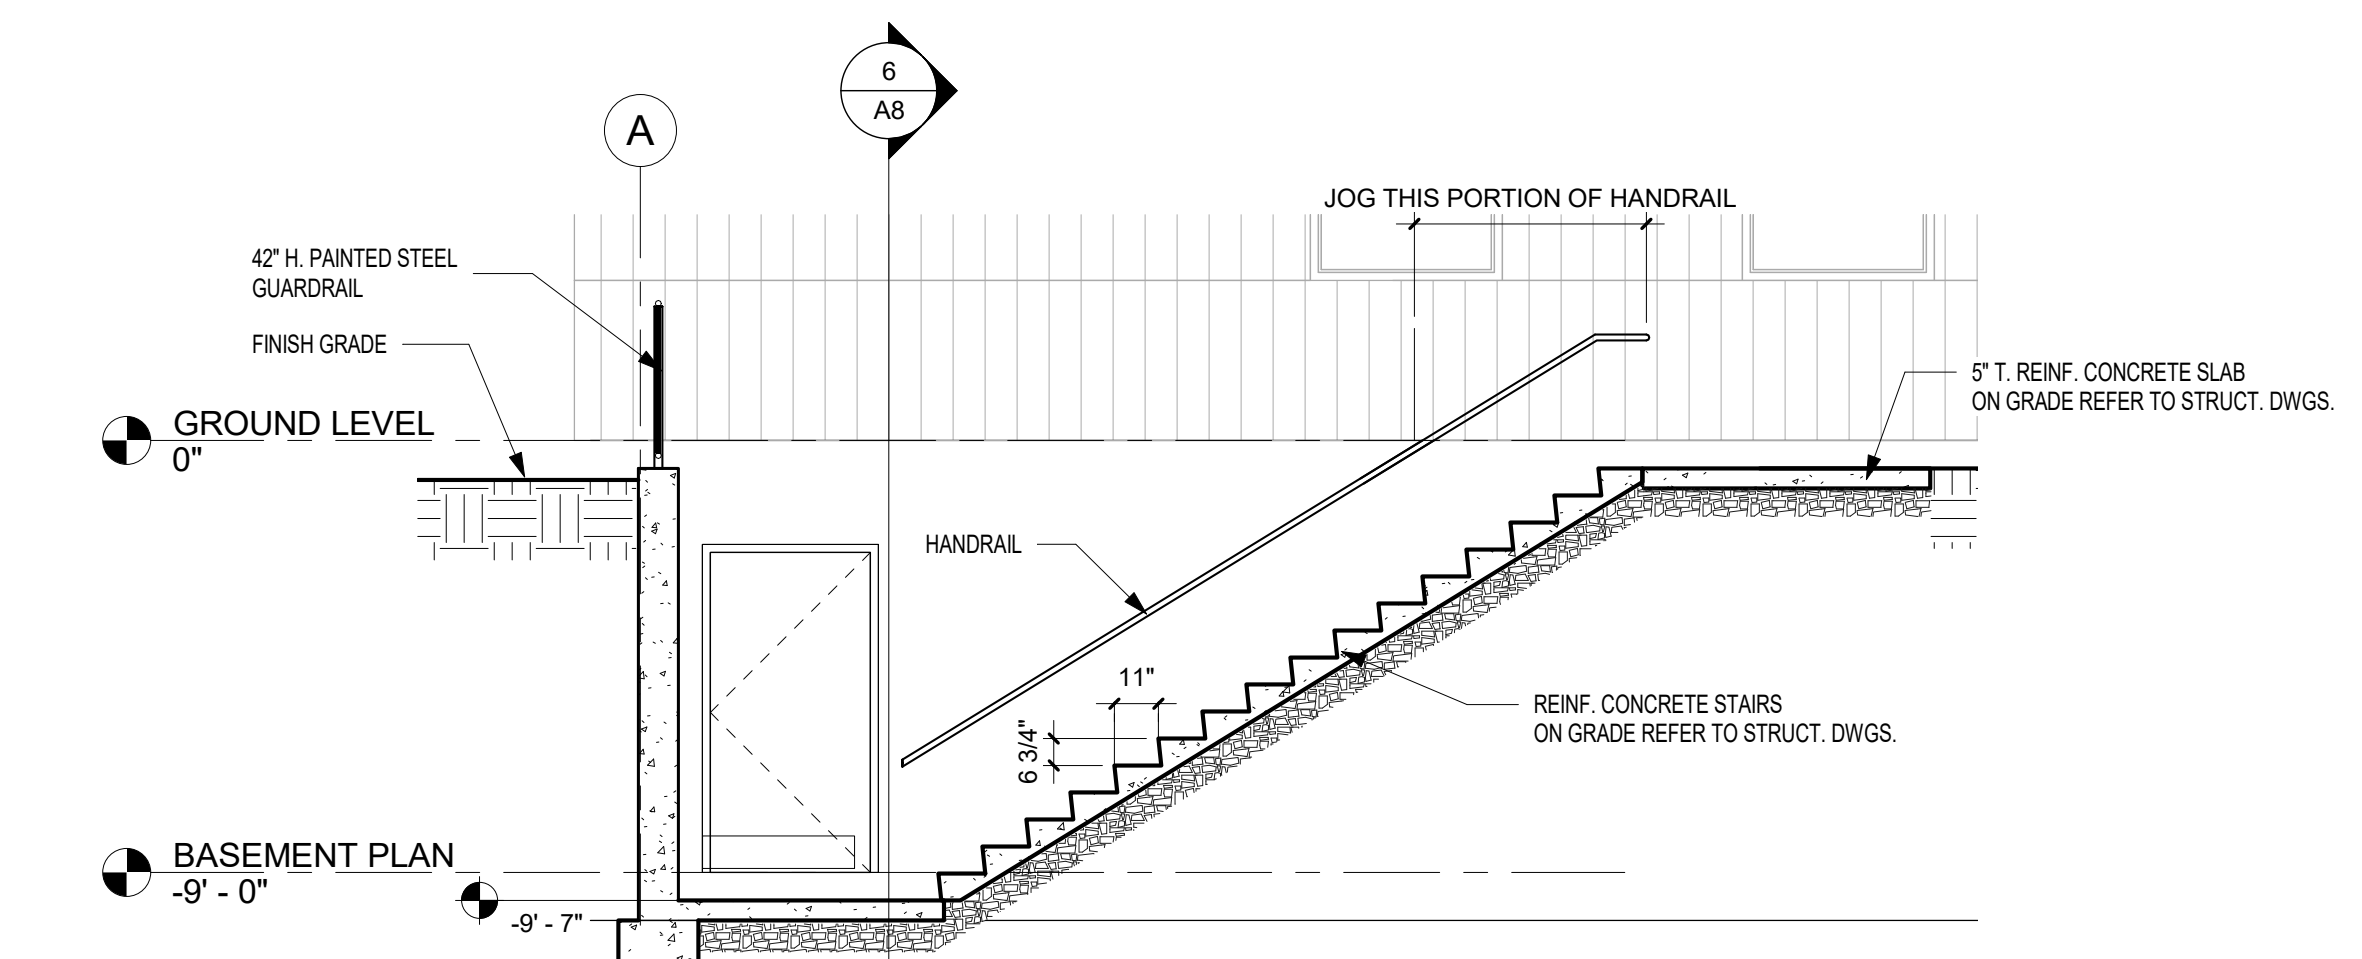 6
A8
A
JOG THIS PORTION OF HANDRAIL
42" H. PAINTED STEEL
GUARDRAIL
FINISH GRADE
5" T. REINF. CONCRETE SLAB
ON GRADE REFER TO STRUCT. DWGS.
GROUND LEVEL
0"
HANDRAIL
11"
6 3/4"
REINF. CONCRETE STAIRS
ON GRADE REFER TO STRUCT. DWGS.
BASEMENT PLAN
-9' - 0"
-9' - 7"